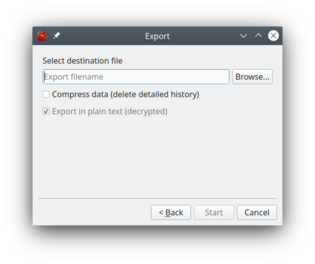 Export
Select destination file
Export filename
Browse...
Compress data (delete detailed history)
Export in plain text (decrypted)
< Back
Start
Cancel